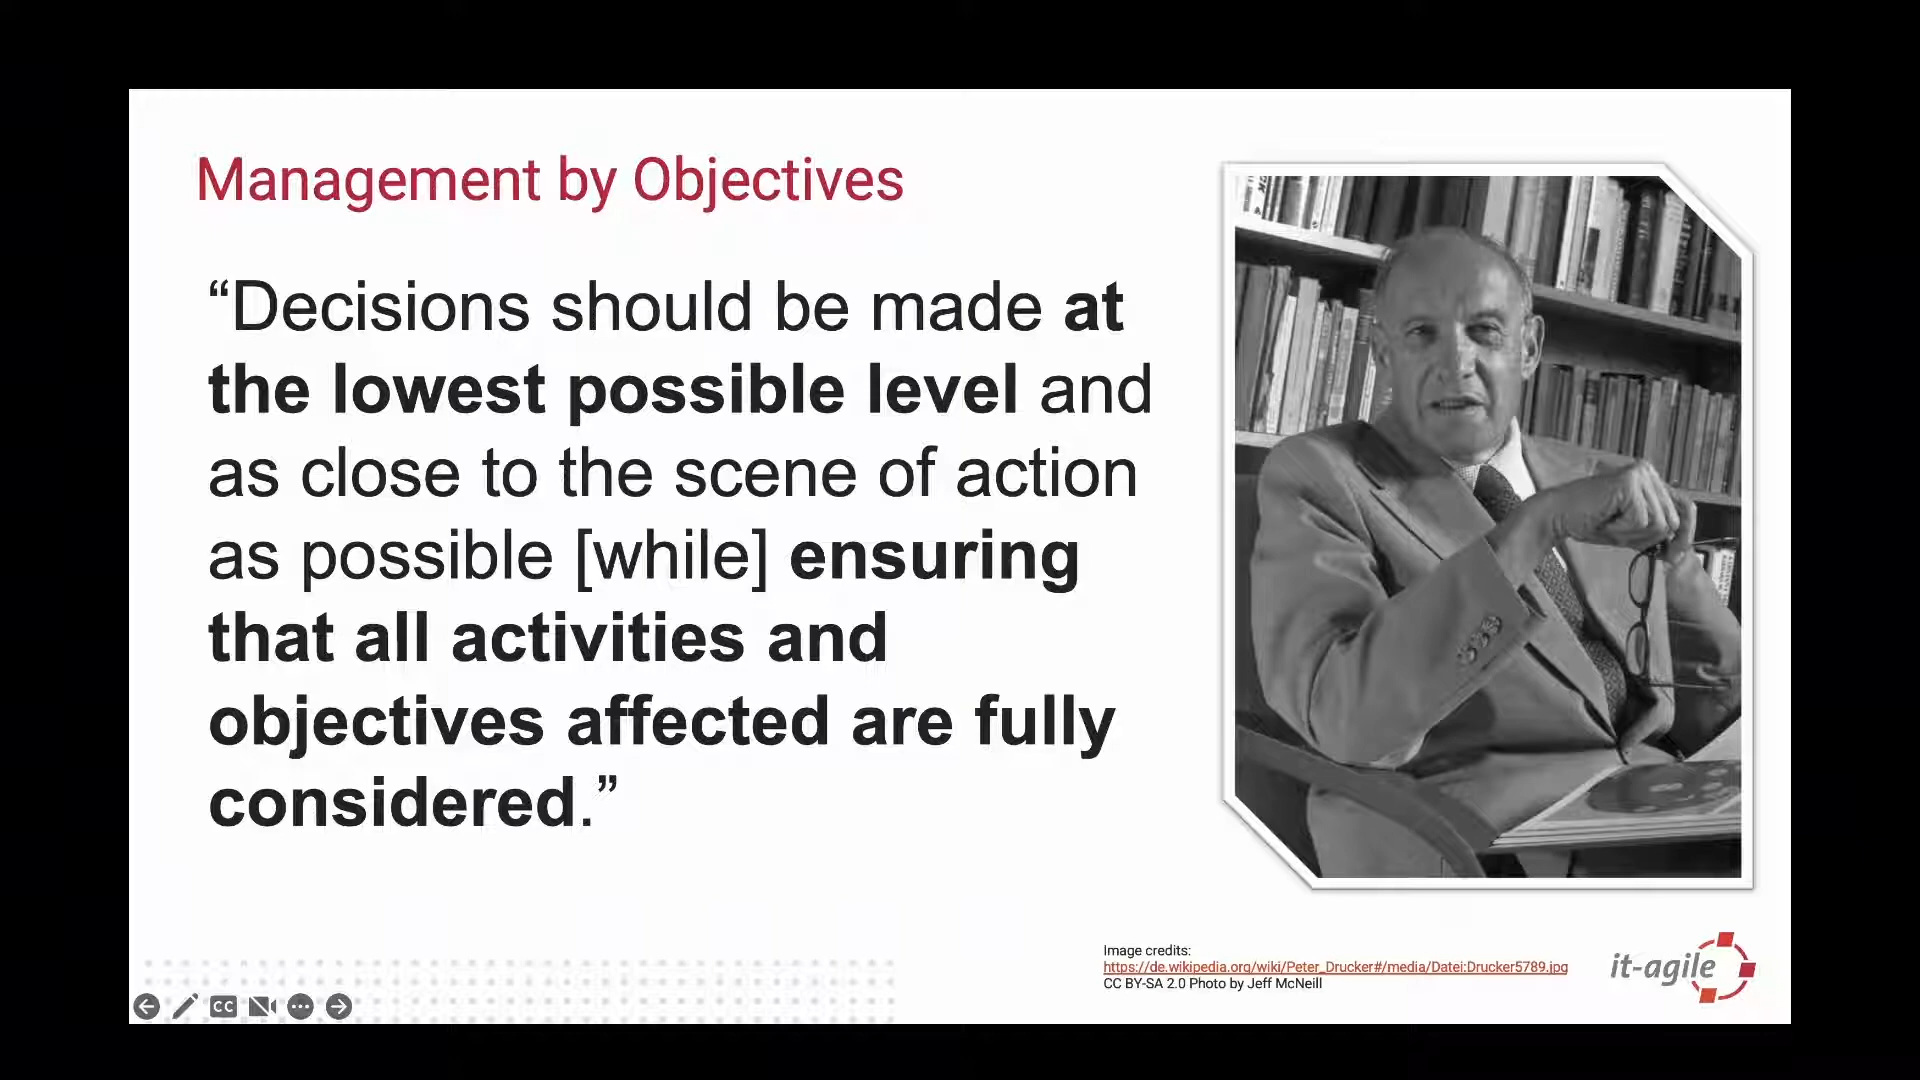 Management by Objectives
“Decisions should be made at
the lowest possible level and
as close to the scene of action
as possible [while] ensuring
that all activities and
objectives affected are fully
considered.”
Image credits:
https://de.wikipedia.org/wiki/Peter_Drucker#/media/Datei:Drucker5789.jpg
CC BY-SA 2.0 Photo by Jeff McNeill
it-agile
CC